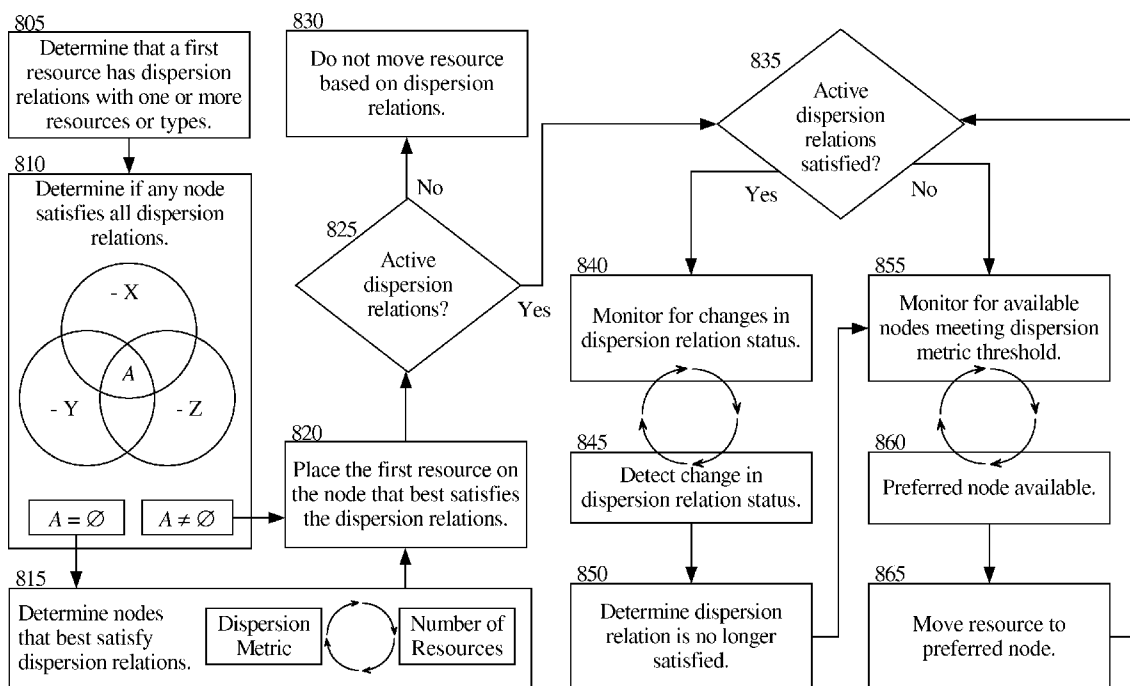 805
Determine that a first
resource has dispersion
relations with one or more
resources or types.
810
Determine if any node
satisfies all dispersion
relations.
- X
A
- Y
- Z
A = ∅
A ≠ ∅
815
Determine nodes
that best satisfy
dispersion relations.
Dispersion
Metric
Number of
Resources
820
Place the first resource on
the node that best satisfies
the dispersion relations.
825
Active
dispersion
relations?
No
Yes
830
Do not move resource
based on dispersion
relations.
835
Active
dispersion
relations
satisfied?
Yes
No
840
Monitor for changes in
dispersion relation status.
845
Detect change in
dispersion relation status.
850
Determine dispersion
relation is no longer
satisfied.
855
Monitor for available
nodes meeting dispersion
metric threshold.
860
Preferred node available.
865
Move resource to
preferred node.